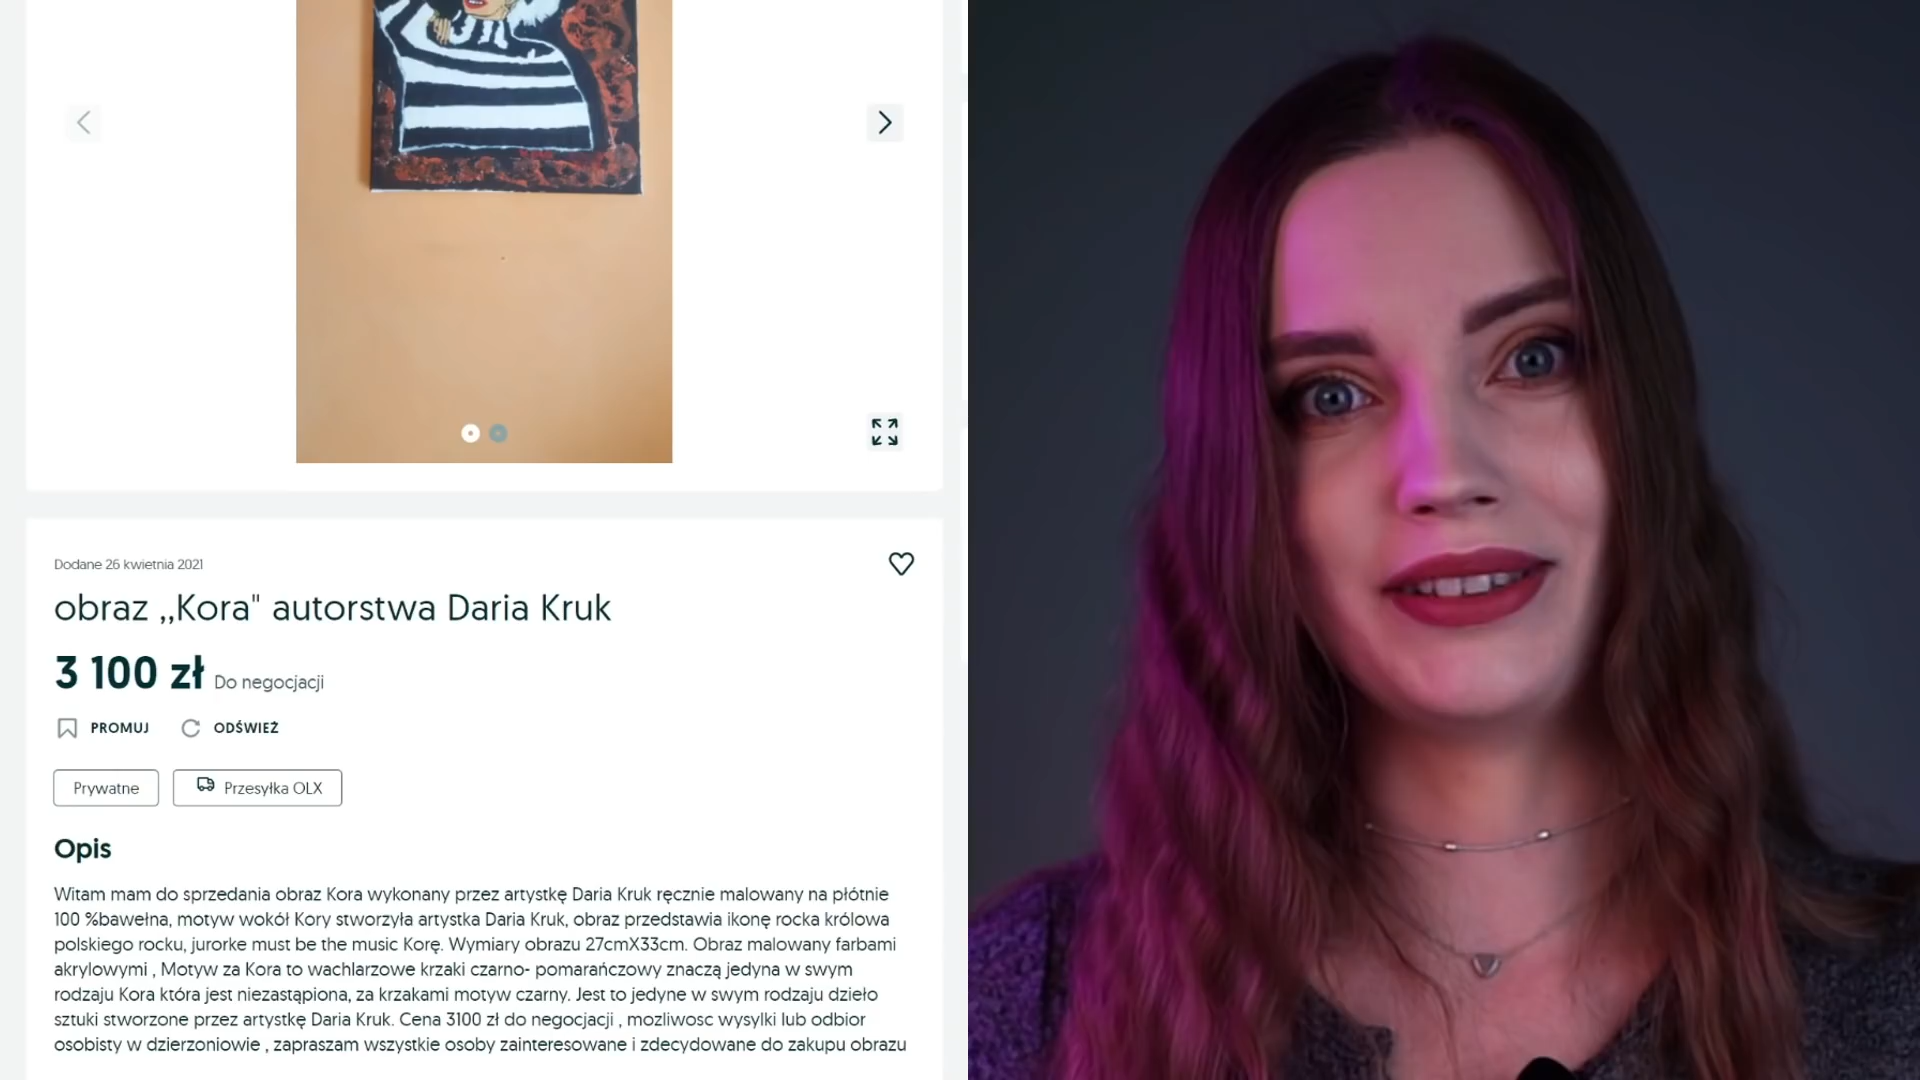 Dodane 26 kwietnia 2021
obraz ,,Kora" autorstwa Daria Kruk
3 100 zł Do negocjacji
PROMUJ ODŚWIEŻ
Prywatne Przesyłka OLX
Opis
Witam mam do sprzedania obraz Kora wykonany przez artystkę Daria Kruk ręcznie malowany na płótnie
100 %bawełna, motyw wokół Kory stworzyła artystka Daria Kruk, obraz przedstawia ikonę rocka królowa
polskiego rocku, jurorke must be the music Korę. Wymiary obrazu 27cmX33cm. Obraz malowany farbami
akrylowymi , Motyw za Kora to wachlarzowe krzaki czarno- pomarańczowy znaczą jedyna w swym
rodzaju Kora która jest niezastąpiona, za krzakami motyw czarny. Jest to jedyne w swym rodzaju dzieło
sztuki stworzone przez artystkę Daria Kruk. Cena 3100 zł do negocjacji , mozliwosc wysylki lub odbior
osobisty w dzierzoniowie , zapraszam wszystkie osoby zainteresowane i zdecydowane do zakupu obrazu